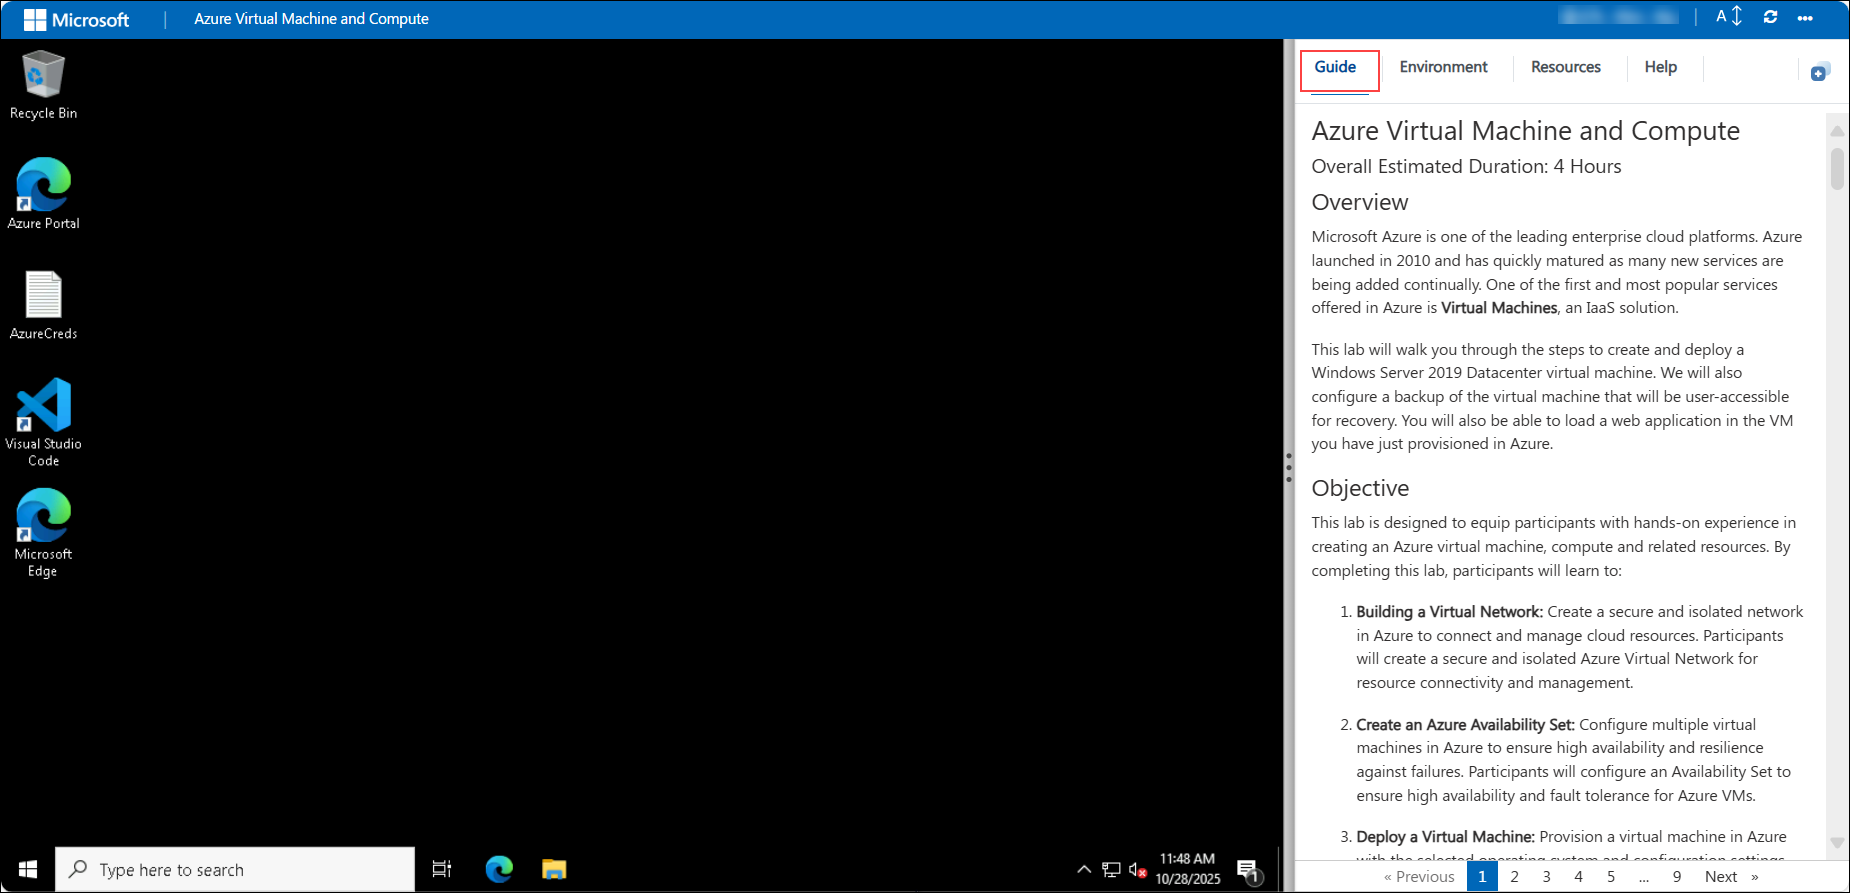 Microsoft | Azure Virtual Machine and Compute
A
Recycle Bin
Azure Portal
AzureCreds
Visual Studio
Code
Microsoft
Edge
Type here to search
11:48 AM
10/28/2025
1
Guide
Environment
Resources
Help
Azure Virtual Machine and Compute
Overall Estimated Duration: 4 Hours
Overview
Microsoft Azure is one of the leading enterprise cloud platforms. Azure
launched in 2010 and has quickly matured as many new services are
being added continually. One of the first and most popular services
offered in Azure is Virtual Machines, an IaaS solution.
This lab will walk you through the steps to create and deploy a
Windows Server 2019 Datacenter virtual machine. We will also
configure a backup of the virtual machine that will be user-accessible
for recovery. You will also be able to load a web application in the VM
you have just provisioned in Azure.
Objective
This lab is designed to equip participants with hands-on experience in
creating an Azure virtual machine, compute and related resources. By
completing this lab, participants will learn to:
1. Building a Virtual Network: Create a secure and isolated network
in Azure to connect and manage cloud resources. Participants
will create a secure and isolated Azure Virtual Network for
resource connectivity and management.
2. Create an Azure Availability Set: Configure multiple virtual
machines in Azure to ensure high availability and resilience
against failures. Participants will configure an Availability Set to
ensure high availability and fault tolerance for Azure VMs.
3. Deploy a Virtual Machine: Provision a virtual machine in Azure
with the selected operating system and configuration settings
« Previous 1 2 3 4 5 ... 9 Next »